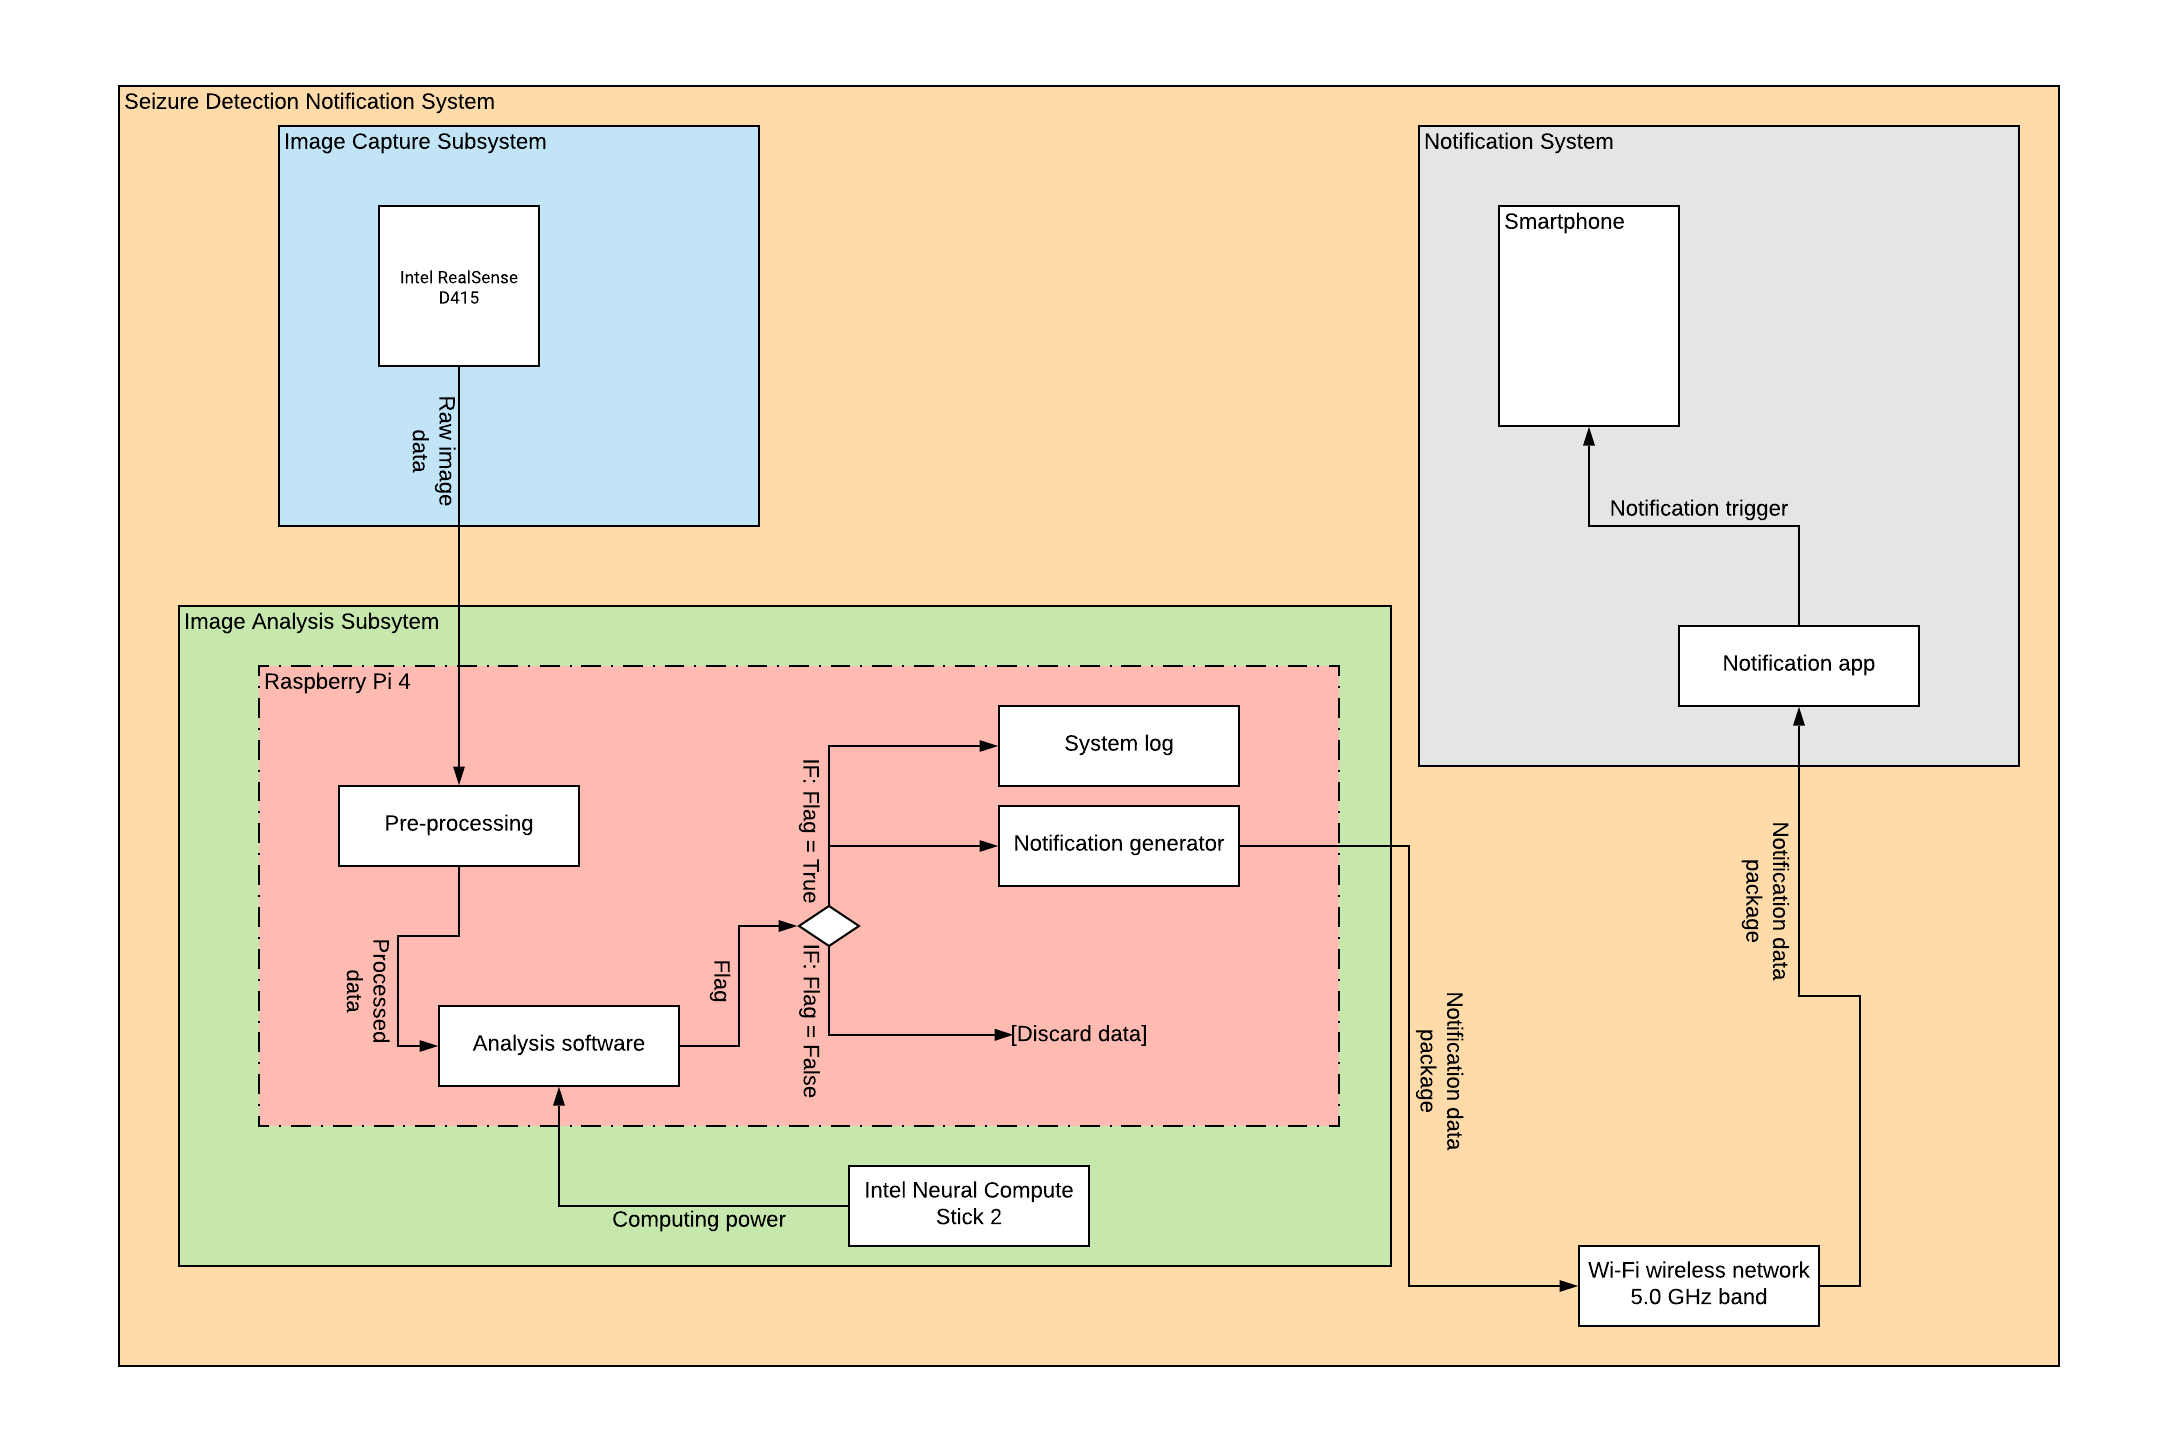 Seizure Detection Notification System
Image Capture Subsystem
Intel RealSense
D415
Raw image
data
Notification System
Smartphone
Notification trigger
Notification app
Image Analysis Subsytem
Raspberry Pi 4
Pre-processing
Processed
data
Analysis software
Flag
IF: Flag = True
IF: Flag = False
System log
Notification generator
[Discard data]
Computing power
Intel Neural Compute
Stick 2
Notification data
package
Wi-Fi wireless network
5.0 GHz band
Notification data
package